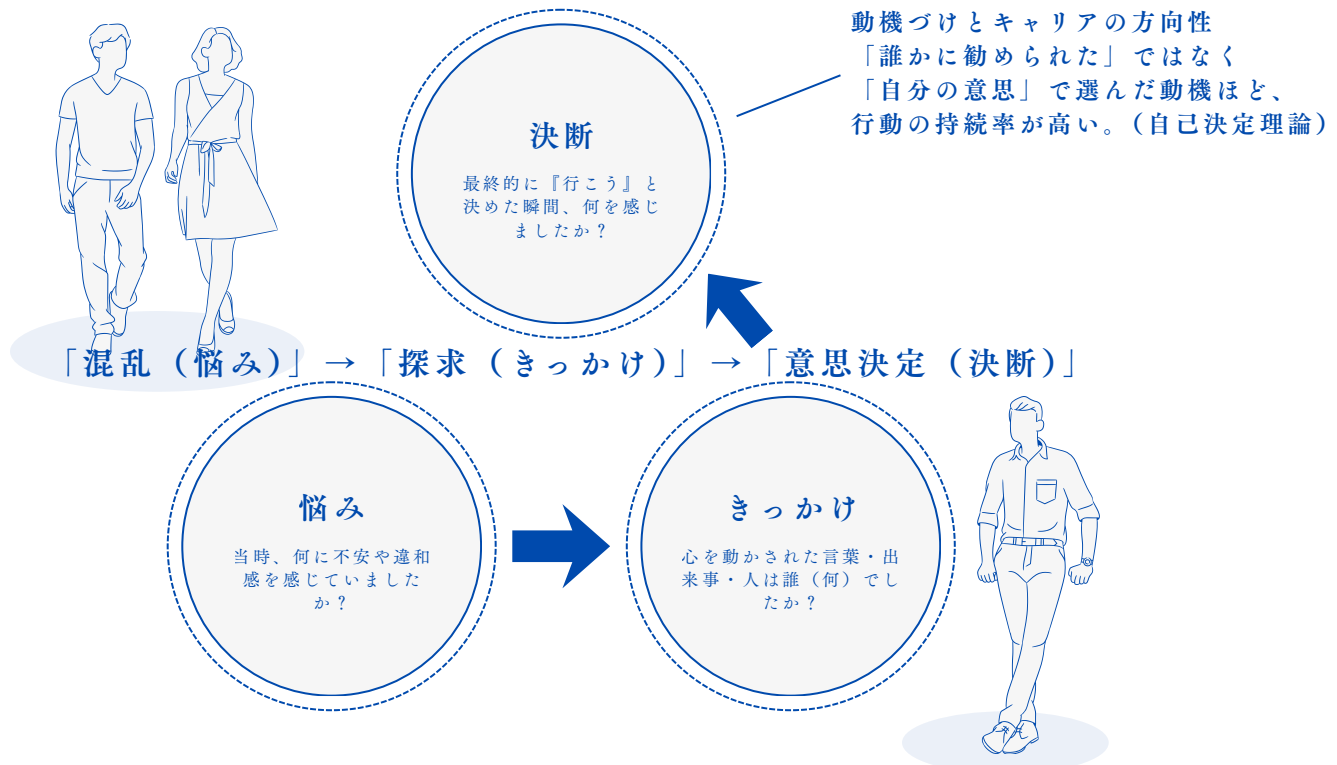 動機づけとキャリアの方向性
「誰かに勧められた」ではなく
「自分の意思」で選んだ動機ほど、
行動の持続率が高い。(自己決定理論)
決断
最終的に『行こう』と
決めた瞬間、何を感じ
ましたか？
「混乱（悩み）」→「探求（きっかけ）」→「意思決定（決断）」
悩み
当時、何に不安や違和
感を感じていました
か？
きっかけ
心を動かされた言葉・出
来事・人は誰（何）でし
たか？